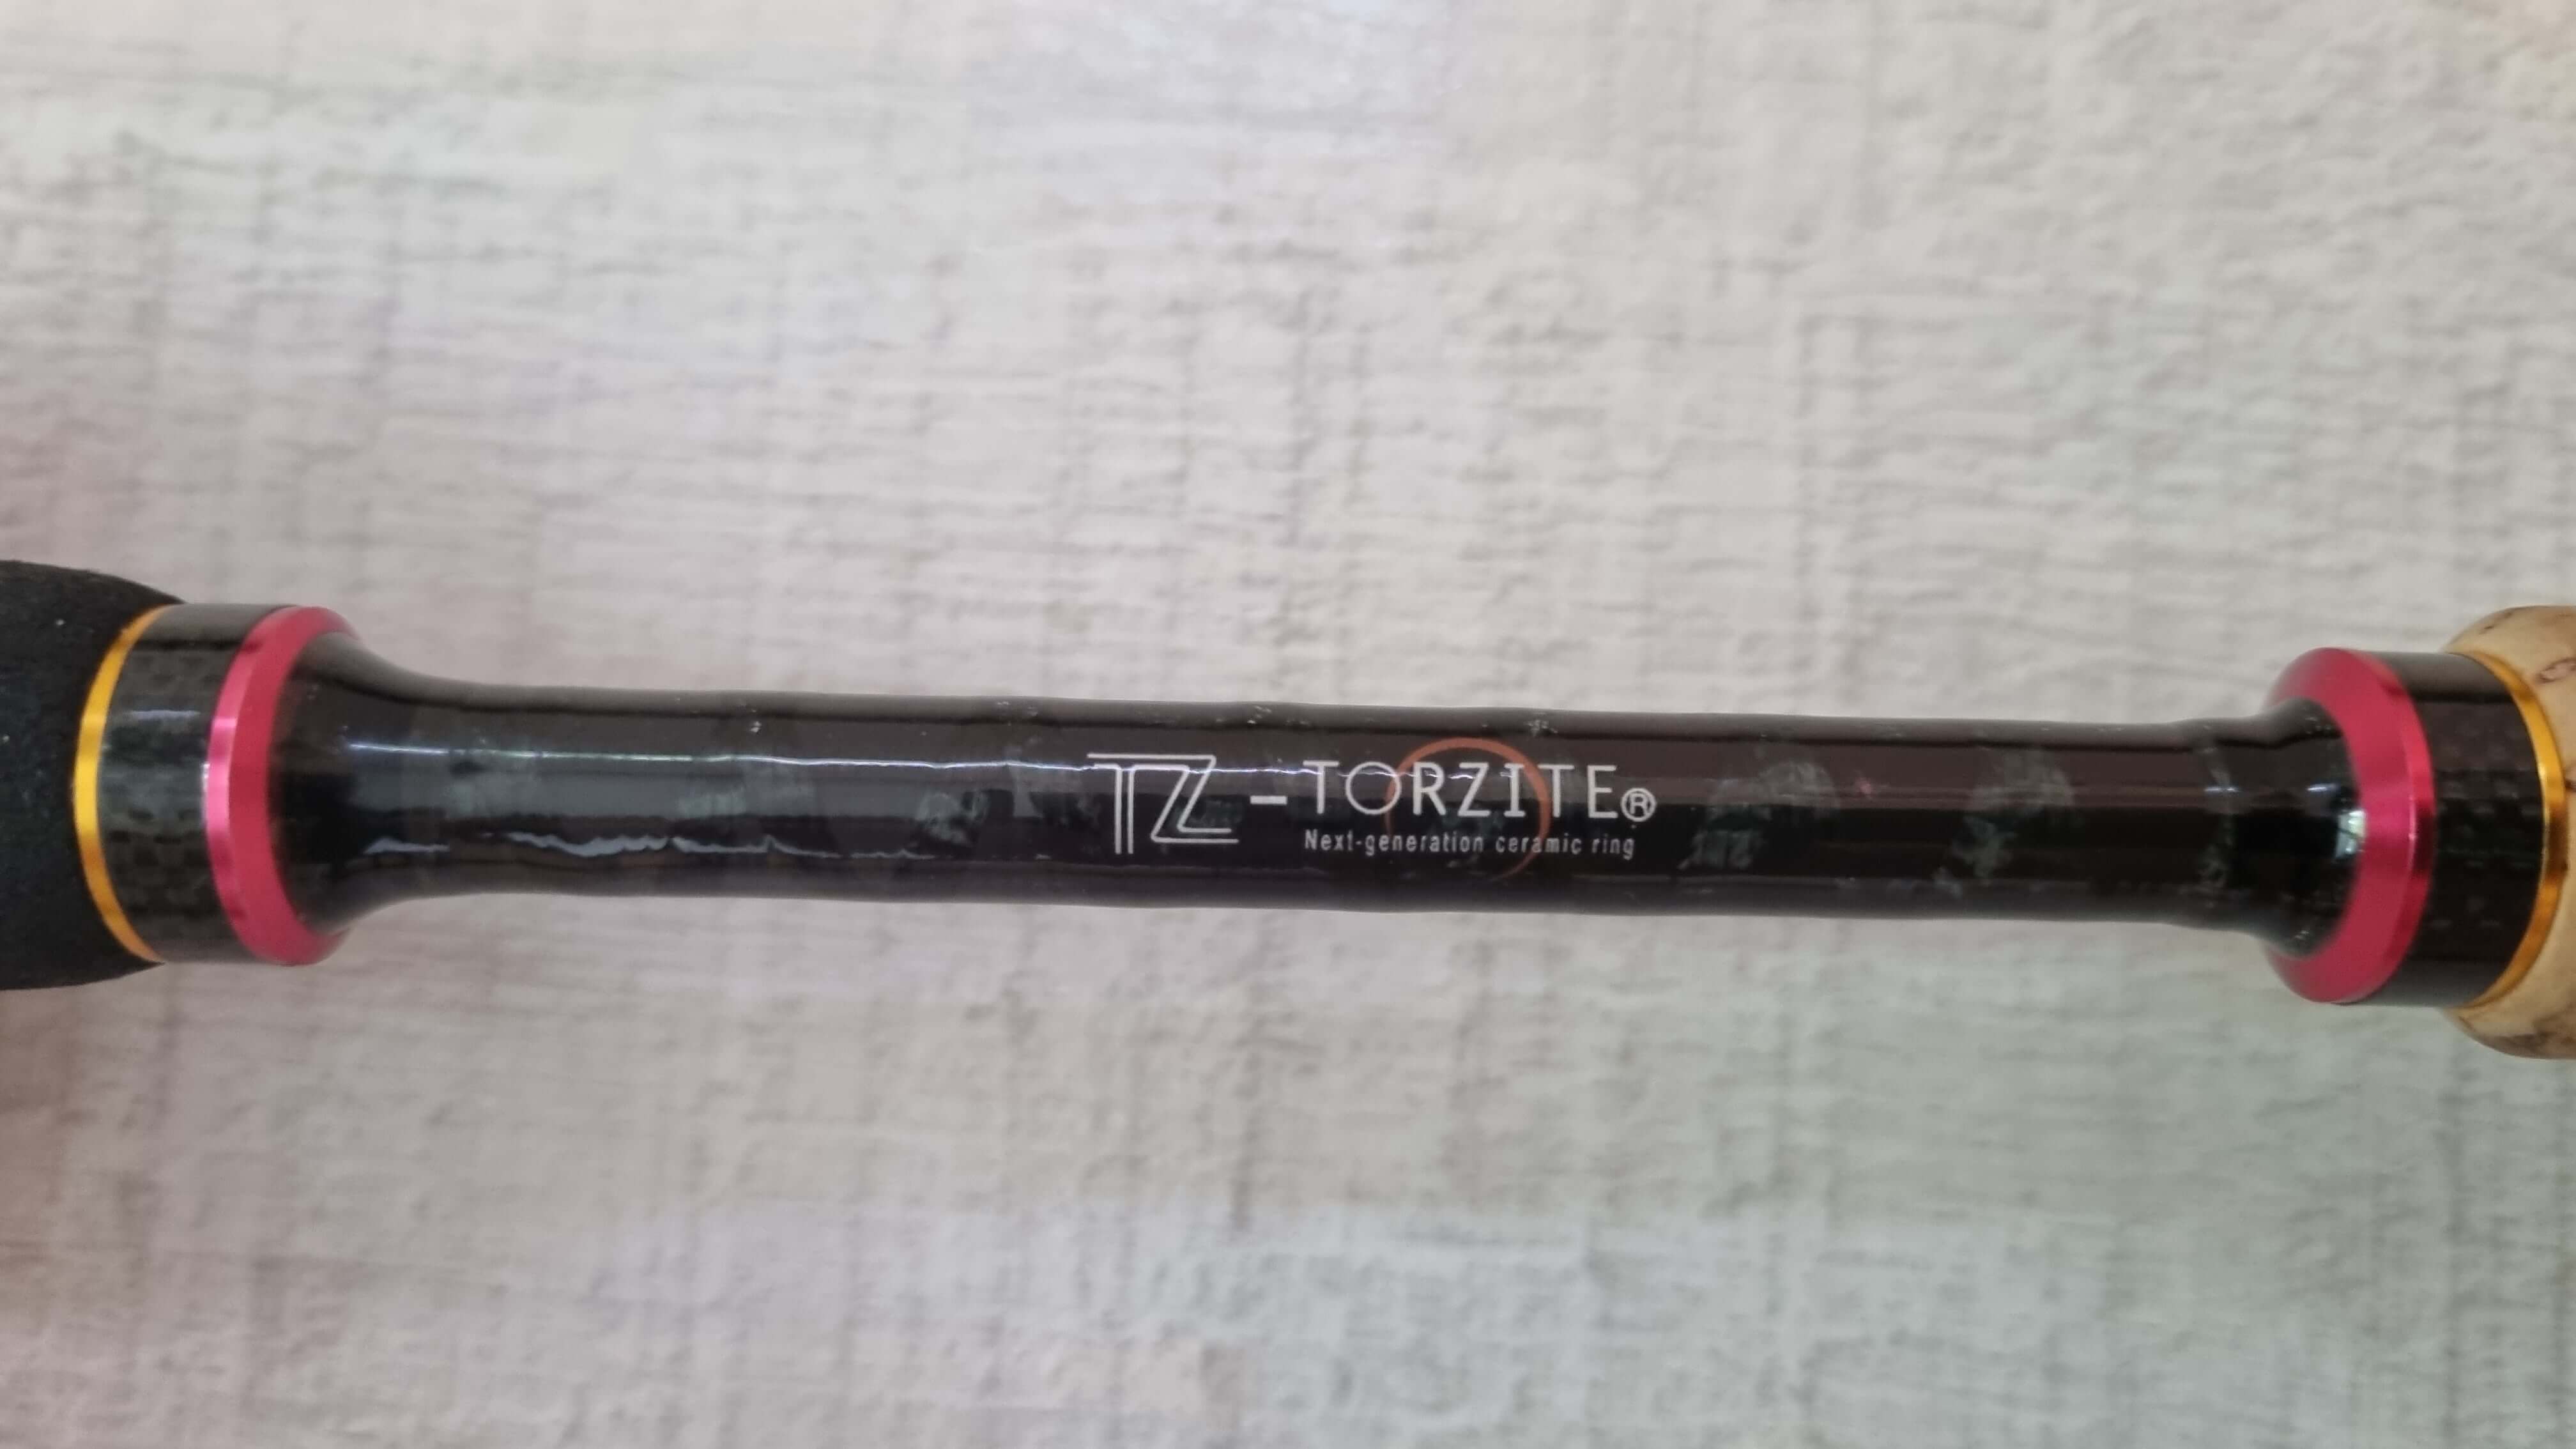 TZ-TORZITE®
Next-generation ceramic ring